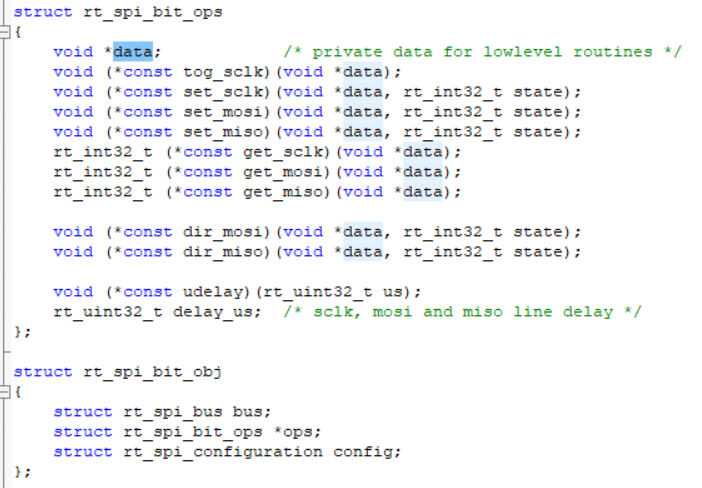 struct rt_spi_bit_ops
{
    void *data;            /* private data for lowlevel routines */
    void (*const tog_sclk)(void *data);
    void (*const set_sclk)(void *data, rt_int32_t state);
    void (*const set_mosi)(void *data, rt_int32_t state);
    void (*const set_miso)(void *data, rt_int32_t state);
    rt_int32_t (*const get_sclk)(void *data);
    rt_int32_t (*const get_mosi)(void *data);
    rt_int32_t (*const get_miso)(void *data);

    void (*const dir_mosi)(void *data, rt_int32_t state);
    void (*const dir_miso)(void *data, rt_int32_t state);

    void (*const udelay)(rt_uint32_t us);
    rt_uint32_t delay_us;  /* sclk, mosi and miso line delay */
};

struct rt_spi_bit_obj
{
    struct rt_spi_bus bus;
    struct rt_spi_bit_ops *ops;
    struct rt_spi_configuration config;
};